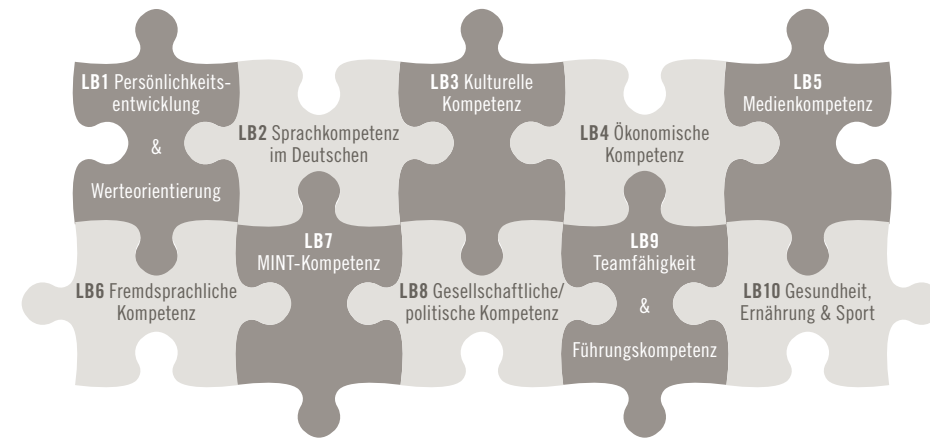 LB1 Persönlichkeits-
entwicklung
&
Werteorientierung
LB2 Sprachkompetenz
im Deutschen
LB3 Kulturelle
Kompetenz
LB4 Ökonomische
Kompetenz
LB5
Medienkompetenz
LB6 Fremdsprachliche
Kompetenz
LB7
MINT-Kompetenz
LB8 Gesellschaftliche/
politische Kompetenz
LB9
Teamfähigkeit
&
Führungskompetenz
LB10 Gesundheit,
Ernährung & Sport